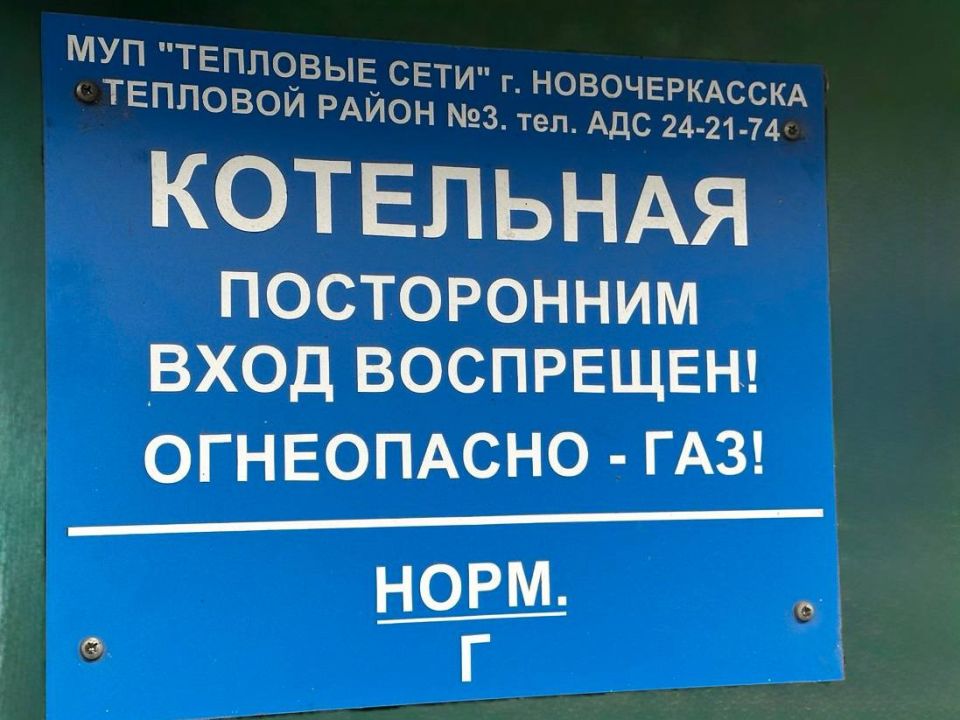 МУП "ТЕПЛОВЫЕ СЕТИ" г. НОВОЧЕРКАССКА
ТЕПЛОВОЙ РАЙОН №3. тел. АДС 24-21-74
КОТЕЛЬНАЯ
ПОСТОРОННИМ
ВХОД ВОСПРЕЩЕН!
ОГНЕОПАСНО - ГАЗ!
НОРМ.
Г